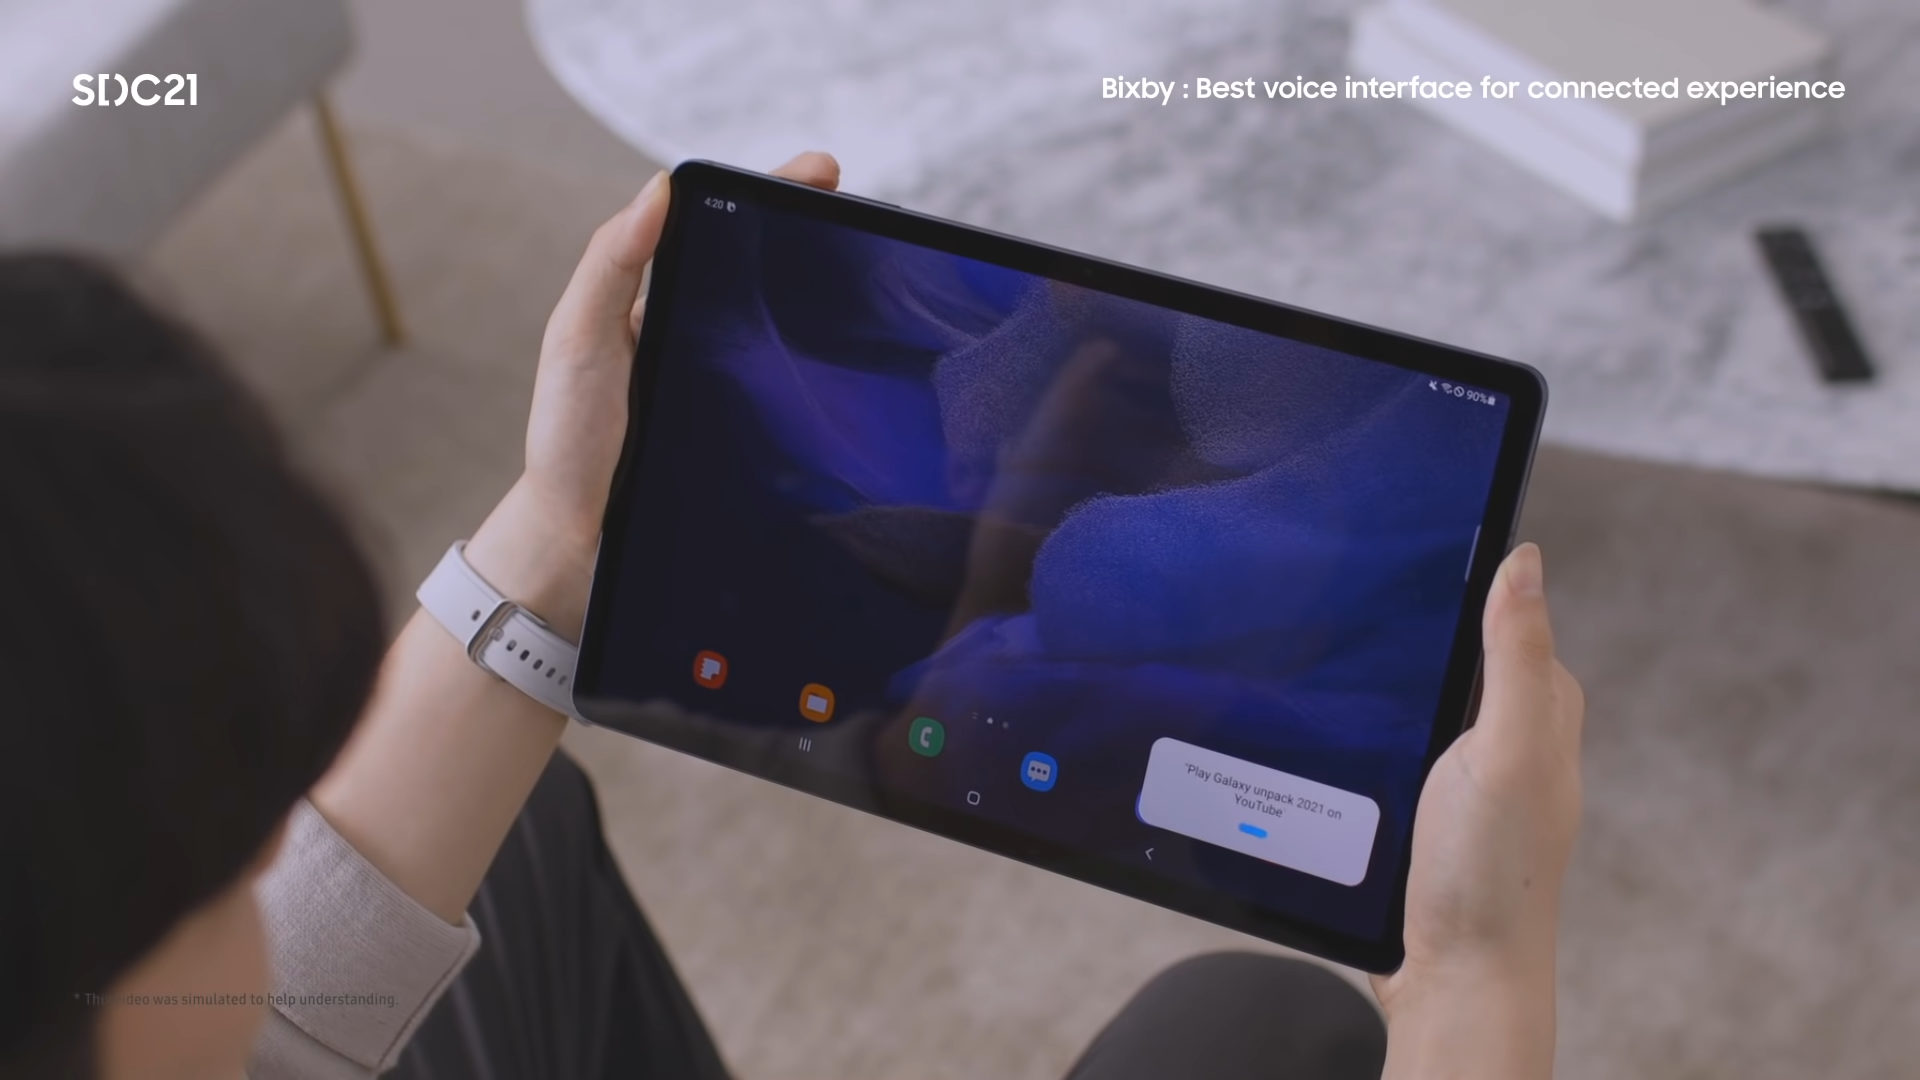 SDC21
Bixby : Best voice interface for connected experience
4:20
90%
"Play Galaxy unpack 2021 on
YouTube
* This video was simulated to help understanding.